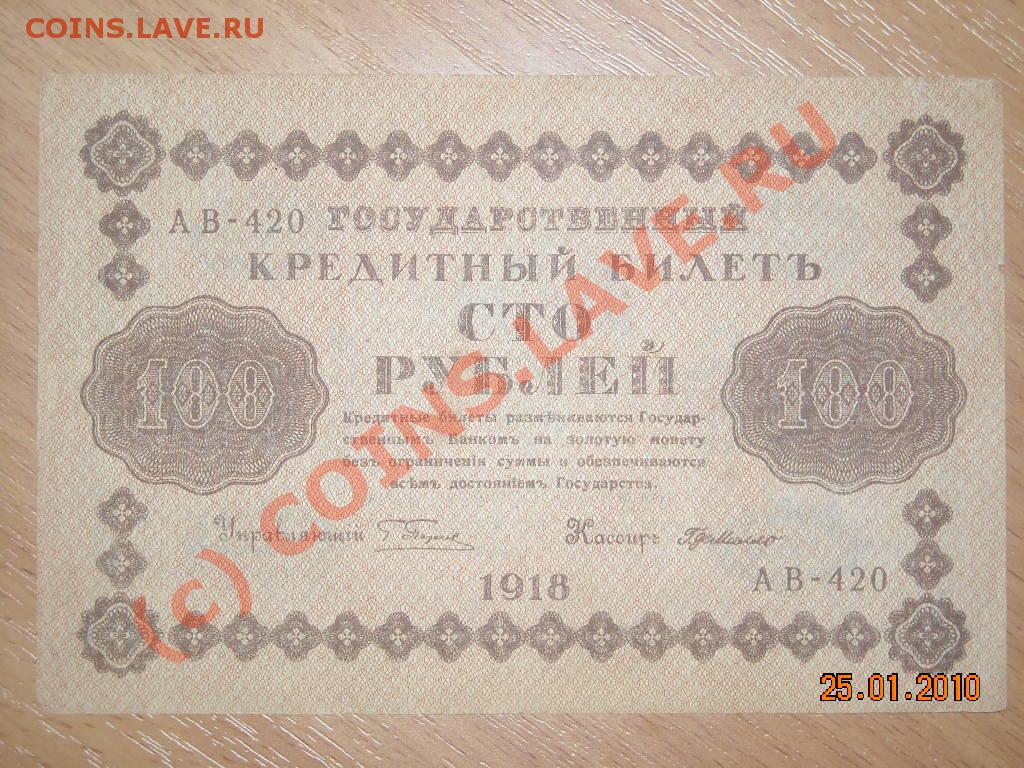 COINS.LAVE.RU
АВ-420 ГОСУДАРСТВЕННЫЙ
КРЕДИТНЫЙ БИЛЕТЪ
100 СТО 100
РУБЛЕЙ
Кредитные билеты размѣниваются Государ-
ственнымъ Банкомъ на золотую монету
безъ ограниченія суммы и обезпечиваются
всѣмъ достояніемъ Государства.
Управляющій Кассиръ
1918 АВ-420
(c) COINS.LAVE.RU
25.01.2010